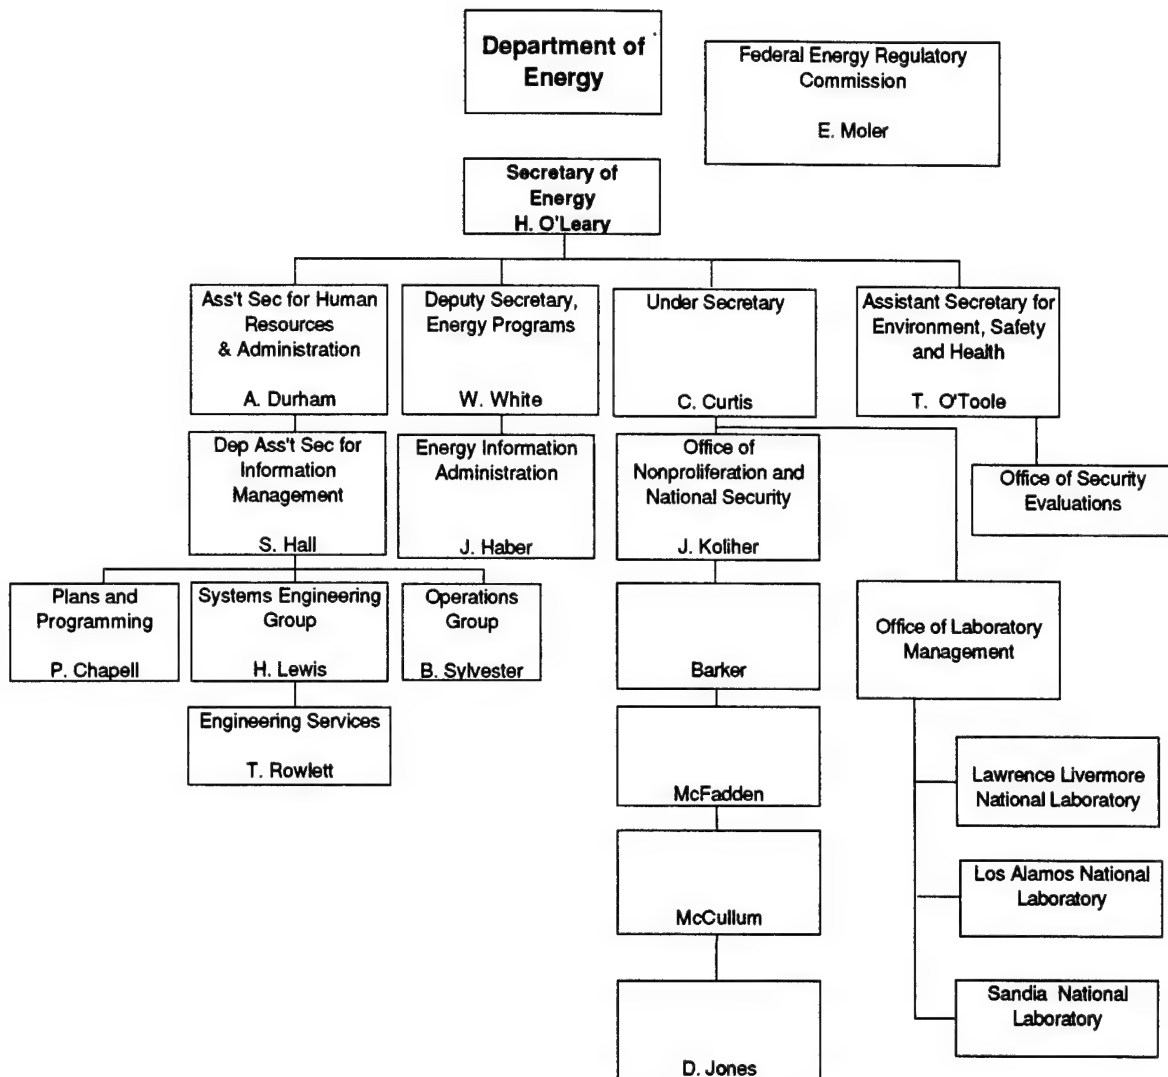 Department of
Energy
Federal Energy Regulatory
Commission
E. Moler
Secretary of
Energy
H. O'Leary
Ass't Sec for Human
Resources
& Administration
A. Durham
Deputy Secretary,
Energy Programs
W. White
Under Secretary
C. Curtis
Assistant Secretary for
Environment, Safety
and Health
T. O'Toole
Dep Ass't Sec for
Information
Management
S. Hall
Energy Information
Administration
J. Haber
Office of
Nonproliferation and
National Security
J. Koliher
Office of Security
Evaluations
Plans and
Programming
P. Chapell
Systems Engineering
Group
H. Lewis
Operations
Group
B. Sylvester
Barker
Office of Laboratory
Management
Engineering Services
T. Rowlett
McFadden
Lawrence Livermore
National Laboratory
McCullum
Los Alamos National
Laboratory
D. Jones
Sandia National
Laboratory